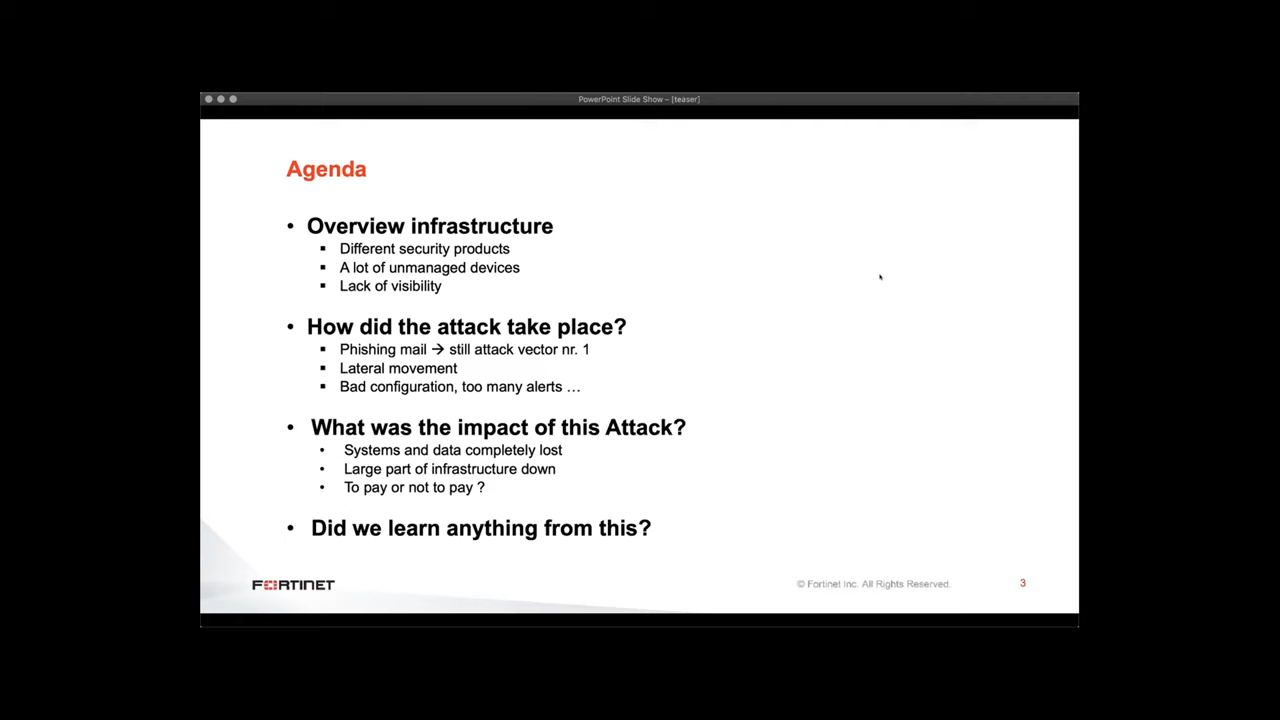 PowerPoint Slide Show – [teaser]
Agenda
• Overview infrastructure
▪ Different security products
▪ A lot of unmanaged devices
▪ Lack of visibility
• How did the attack take place?
▪ Phishing mail → still attack vector nr. 1
▪ Lateral movement
▪ Bad configuration, too many alerts …
• What was the impact of this Attack?
• Systems and data completely lost
• Large part of infrastructure down
• To pay or not to pay ?
• Did we learn anything from this?
FORTINET
© Fortinet Inc. All Rights Reserved.
3